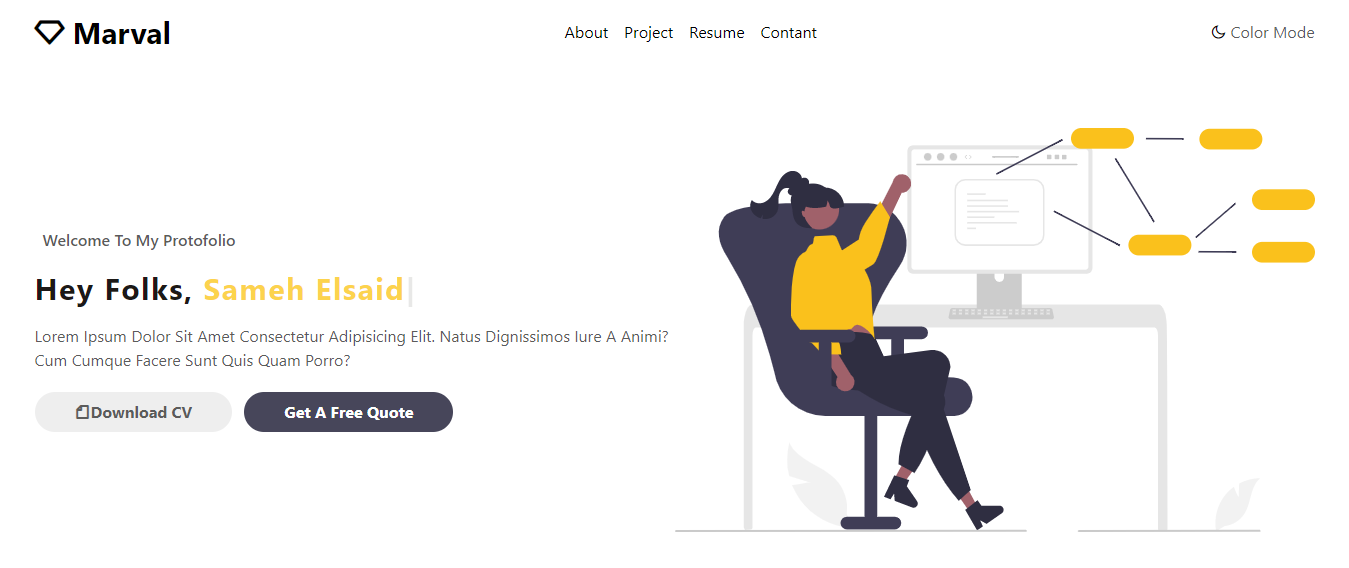 Marval
About Project Resume Contant
Color Mode
Welcome To My Protofolio
Hey Folks, Sameh Elsaid|
Lorem Ipsum Dolor Sit Amet Consectetur Adipisicing Elit. Natus Dignissimos Iure A Animi?
Cum Cumque Facere Sunt Quis Quam Porro?
Download CV
Get A Free Quote